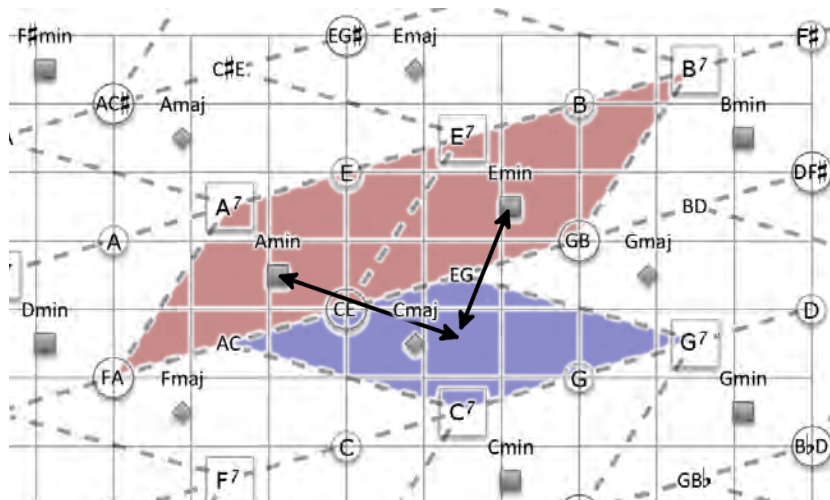 F♯min
EG♯
Emaj
F♯
C♯E
B⁷
AC♯
Amaj
B
Bmin
E⁷
E
Emin
DF♯
A⁷
BD
A
Amin
GB
Gmaj
EG
Dmin
CE
Cmaj
D
AC
G⁷
FA
Fmaj
G
Gmin
C⁷
C
Cmin
B♭D
F⁷
GB♭